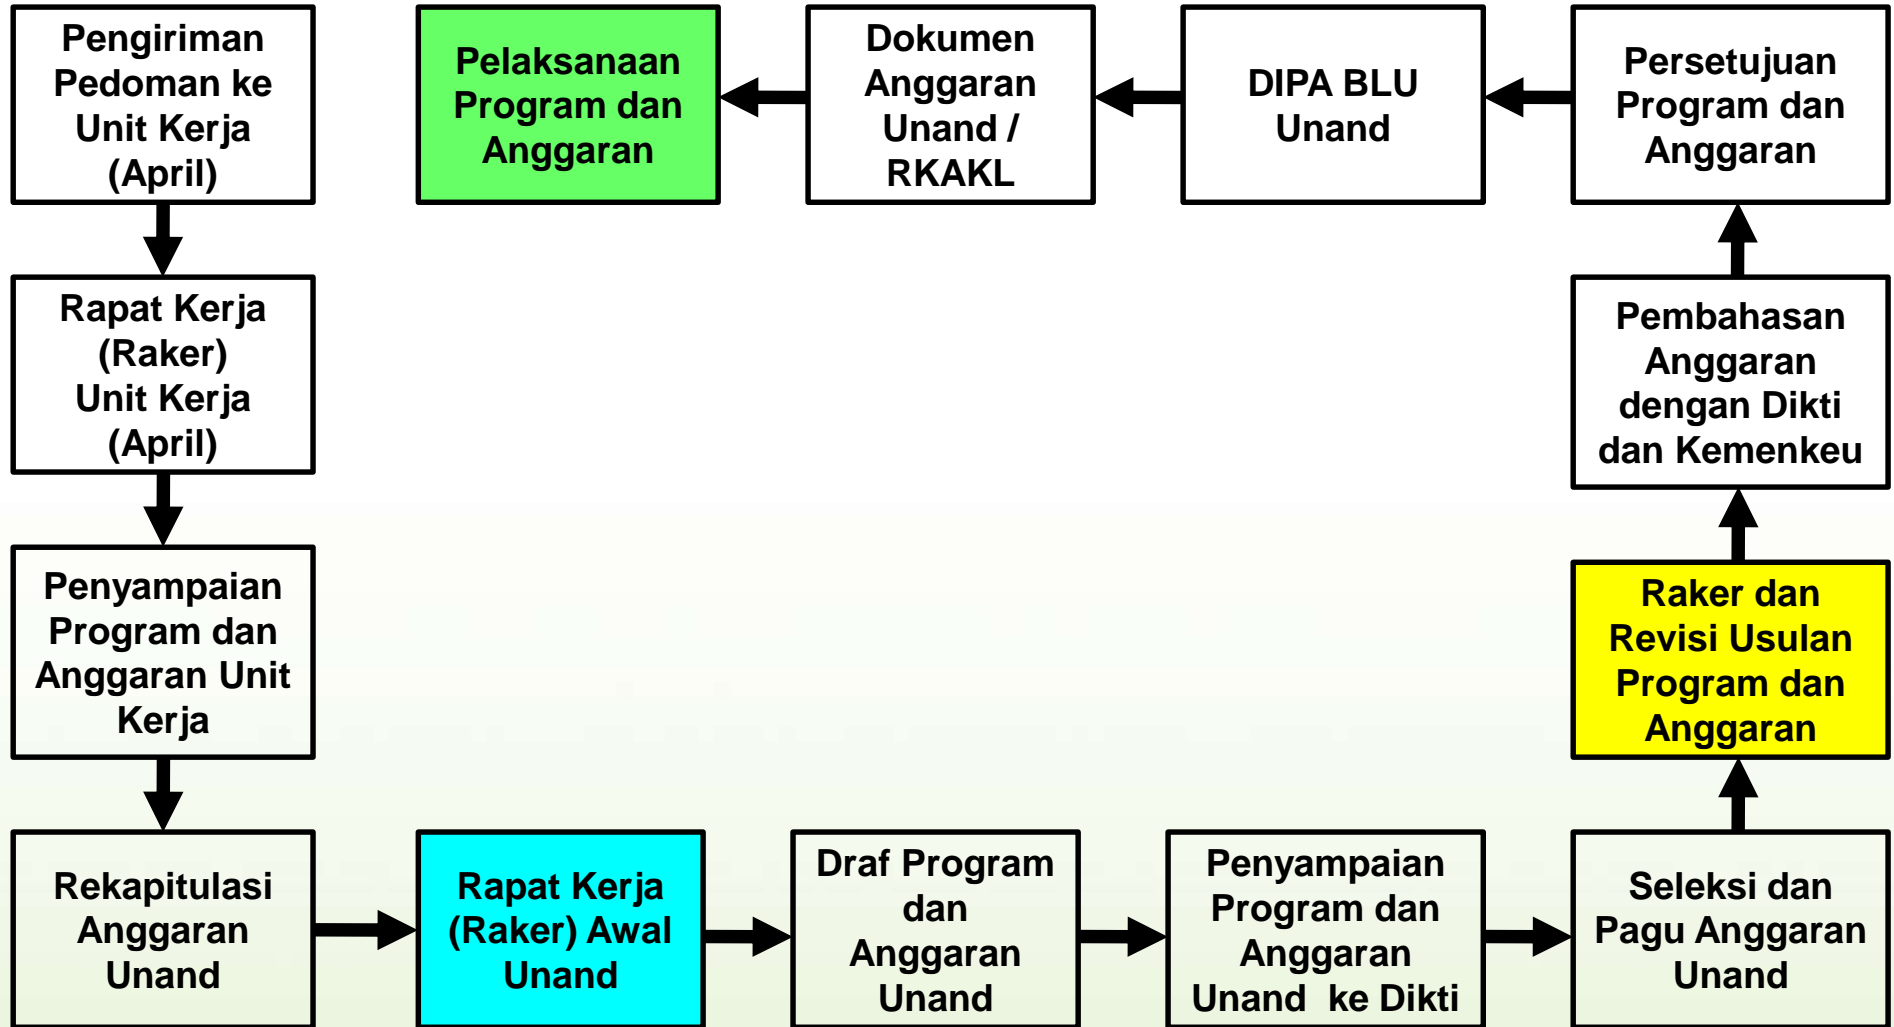 Pengiriman
Pedoman ke
Unit Kerja
(April)
Rapat Kerja
(Raker)
Unit Kerja
(April)
Penyampaian
Program dan
Anggaran Unit
Kerja
Rekapitulasi
Anggaran
Unand
Rapat Kerja
(Raker) Awal
Unand
Draf Program
dan
Anggaran
Unand
Penyampaian
Program dan
Anggaran
Unand ke Dikti
Seleksi dan
Pagu Anggaran
Unand
Raker dan
Revisi Usulan
Program dan
Anggaran
Pembahasan
Anggaran
dengan Dikti
dan Kemenkeu
Persetujuan
Program dan
Anggaran
DIPA BLU
Unand
Dokumen
Anggaran
Unand /
RKAKL
Pelaksanaan
Program dan
Anggaran